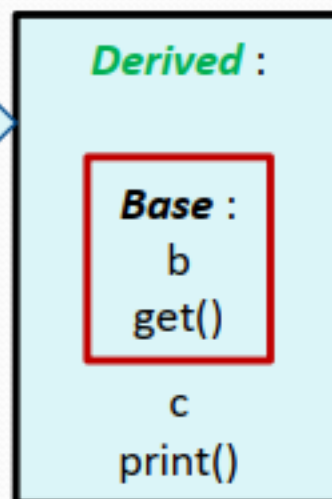 Derived :
Base :
b
get()
c
print()